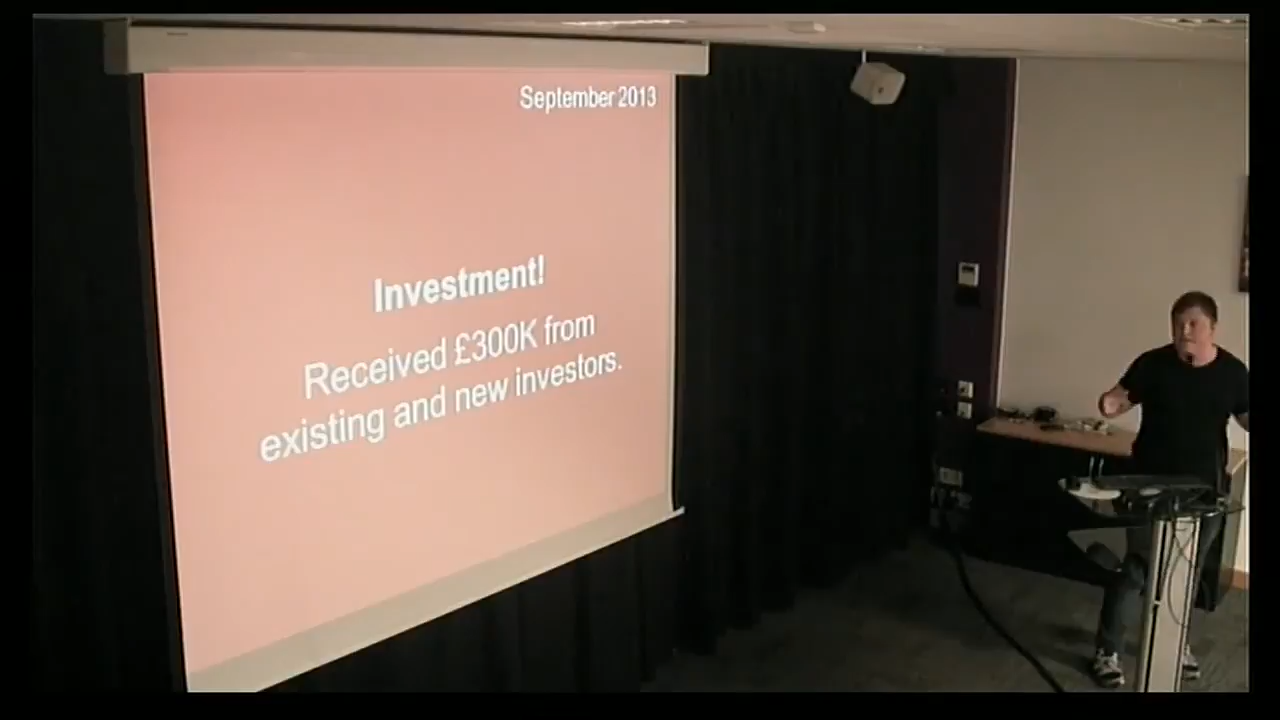 September 2013
Investment!
Received £300K from
existing and new investors.